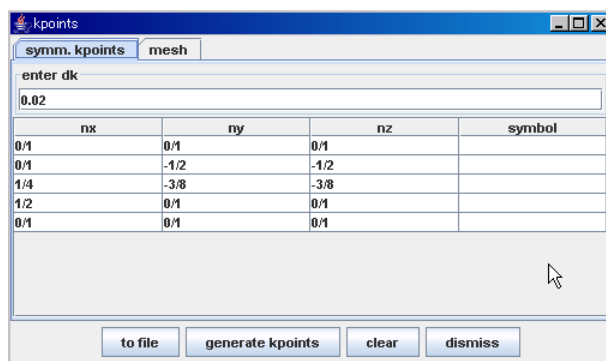 kpoints
symm. kpoints mesh
enter dk
0.02
nx ny nz symbol
0/1 0/1 0/1
0/1 -1/2 -1/2
1/4 -3/8 -3/8
1/2 0/1 0/1
0/1 0/1 0/1
to file generate kpoints clear dismiss